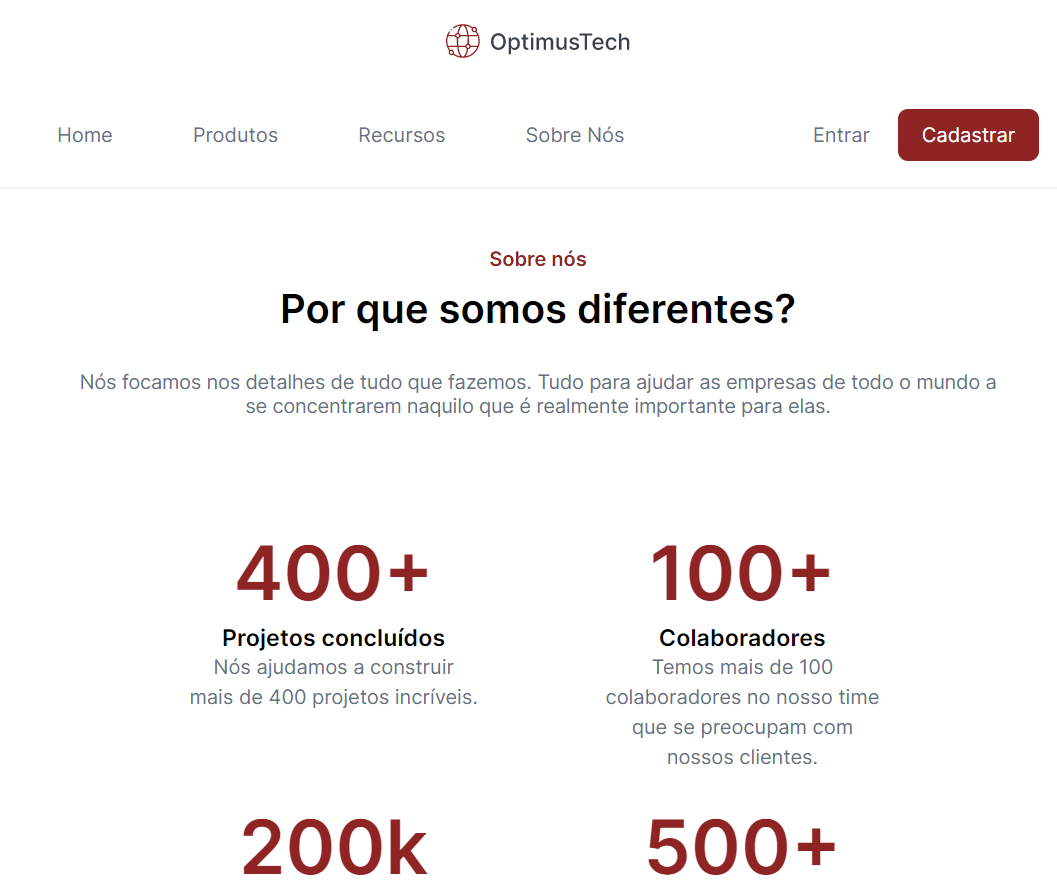 OptimusTech
Home Produtos Recursos Sobre Nós Entrar Cadastrar
Sobre nós
Por que somos diferentes?
Nós focamos nos detalhes de tudo que fazemos. Tudo para ajudar as empresas de todo o mundo a
se concentrarem naquilo que é realmente importante para elas.
400+
Projetos concluídos
Nós ajudamos a construir
mais de 400 projetos incríveis.
100+
Colaboradores
Temos mais de 100
colaboradores no nosso time
que se preocupam com
nossos clientes.
200k
500+